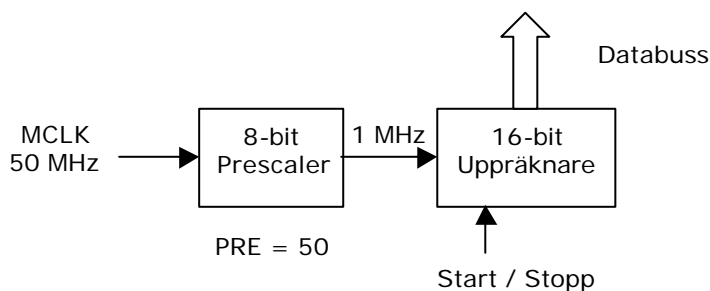 Databuss
MCLK
50 MHz
8-bit
Prescaler
1 MHz
16-bit
Uppräknare
PRE = 50
Start / Stopp